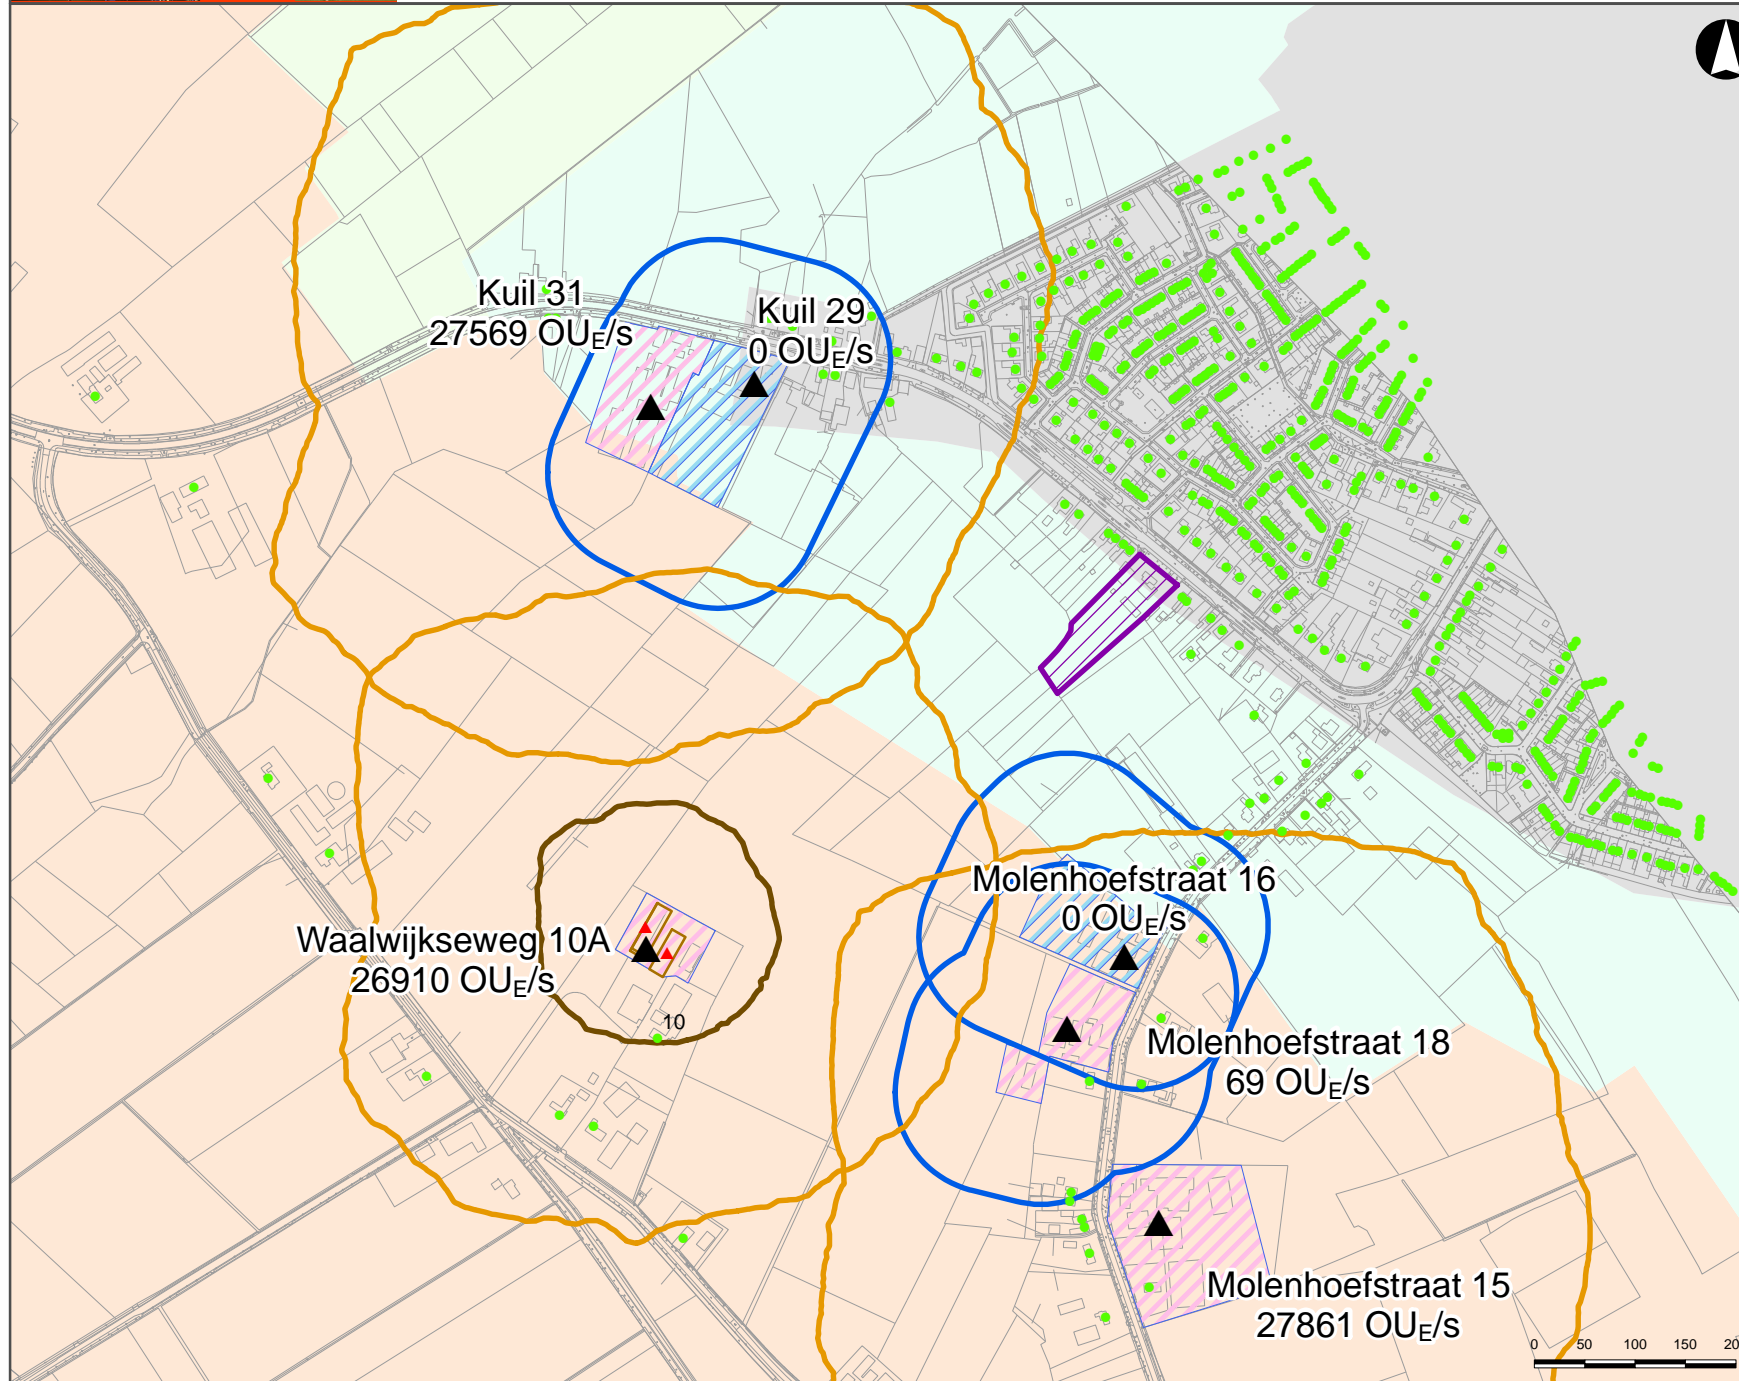 Kuil 31
27569 OUE/s
Kuil 29
0 OUE/s
Molenhoefstraat 16
0 OUE/s
Waalwijkseweg 10A
26910 OUE/s
10
Molenhoefstraat 18
69 OUE/s
Molenhoefstraat 15
27861 OUE/s
0 50 100 150 20